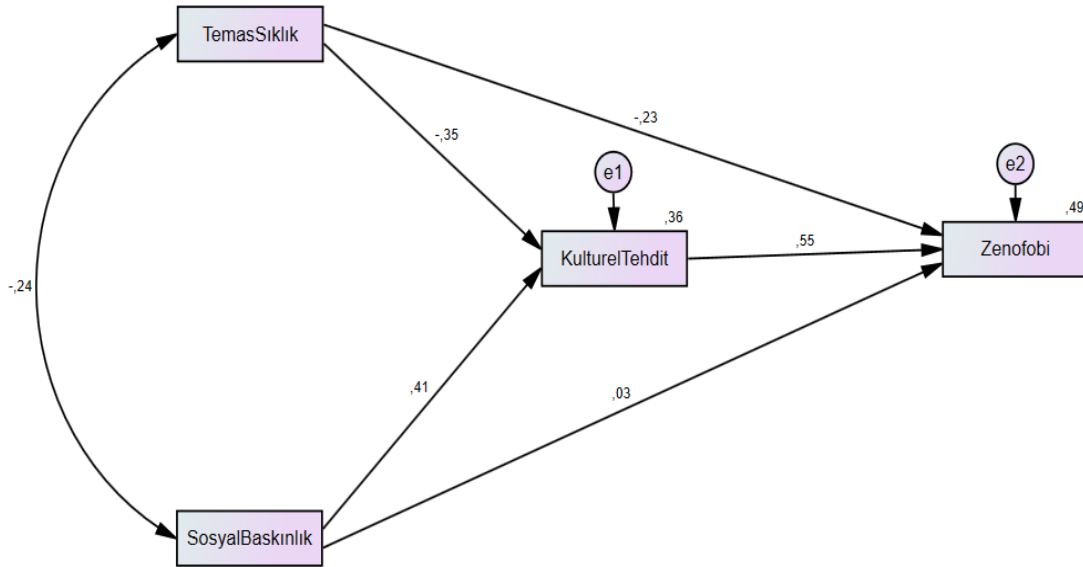 TemasSıklık
-,23
-,35
e1
e2
,36
,49
KulturelTehdit
,55
Zenofobi
-,24
,41
,03
SosyalBaskınlık